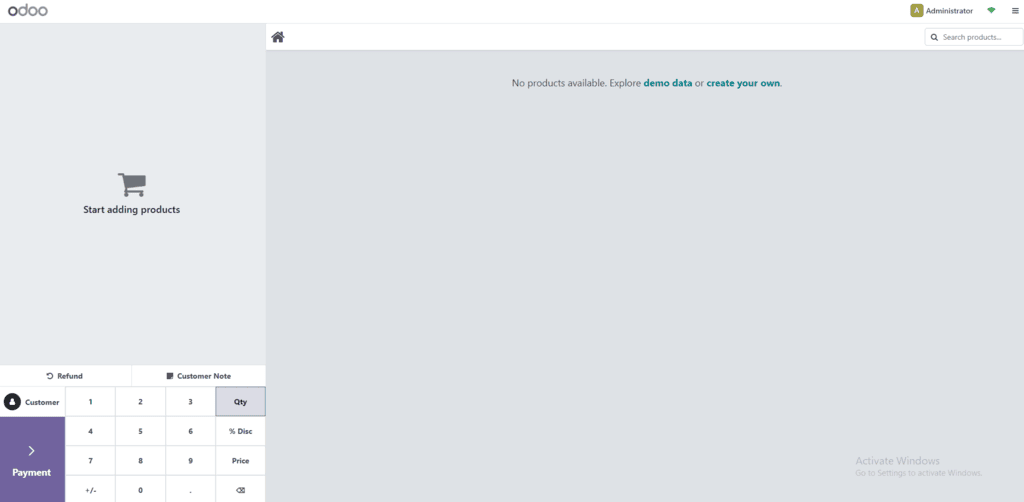 odoo
A Administrator
Search products...
No products available. Explore demo data or create your own.
Start adding products
Refund
Customer Note
Customer
1 2 3 Qty
4 5 6 % Disc
Payment
7 8 9 Price
+/- 0 .
Activate Windows
Go to Settings to activate Windows.